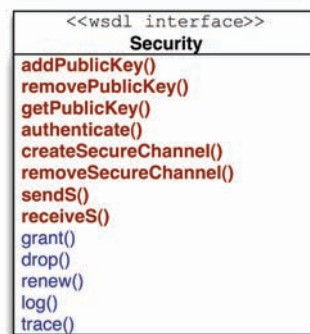 <<wsdl interface>>
Security
addPublicKey()
removePublicKey()
getPublicKey()
authenticate()
createSecureChannel()
removeSecureChannel()
sendS()
receiveS()
grant()
drop()
renew()
log()
trace()